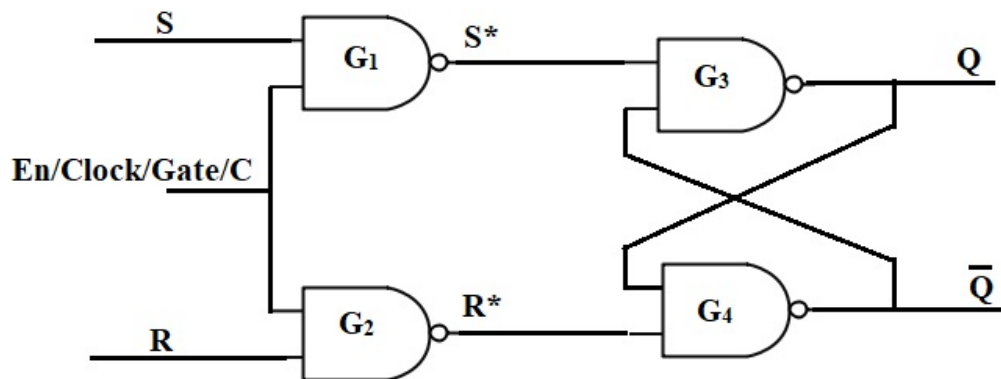 S
G1
S*
G3
Q
En/Clock/Gate/C
G2
R*
G4
Q̅
R